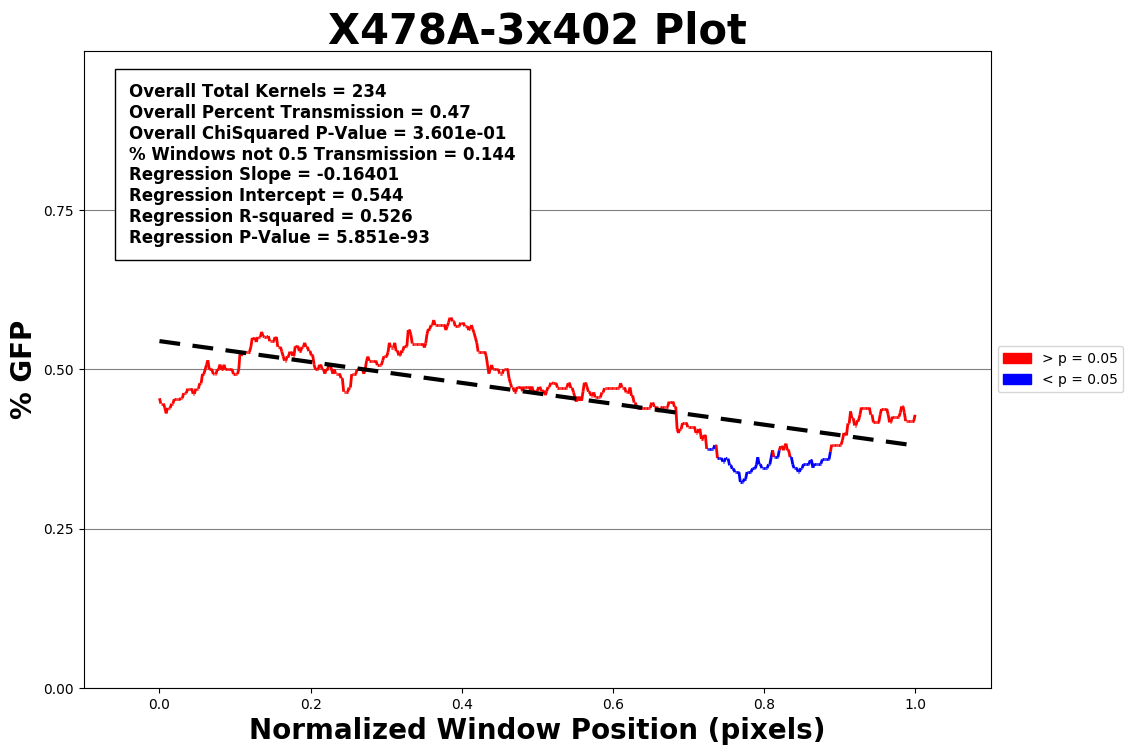 X478A-3x402 Plot
Overall Total Kernels = 234
Overall Percent Transmission = 0.47
Overall ChiSquared P-Value = 3.601e-01
% Windows not 0.5 Transmission = 0.144
Regression Slope = -0.16401
Regression Intercept = 0.544
Regression R-squared = 0.526
Regression P-Value = 5.851e-93
% GFP
0.75
0.50
0.25
0.00
> p = 0.05
< p = 0.05
0.0 0.2 0.4 0.6 0.8 1.0
Normalized Window Position (pixels)